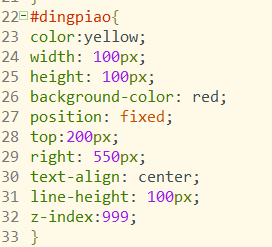 21 }
22 #dingpiao{
23 color:yellow;
24 width: 100px;
25 height: 100px;
26 background-color: red;
27 position: fixed;
28 top:200px;
29 right: 550px;
30 text-align: center;
31 line-height: 100px;
32 z-index:999;
33 }